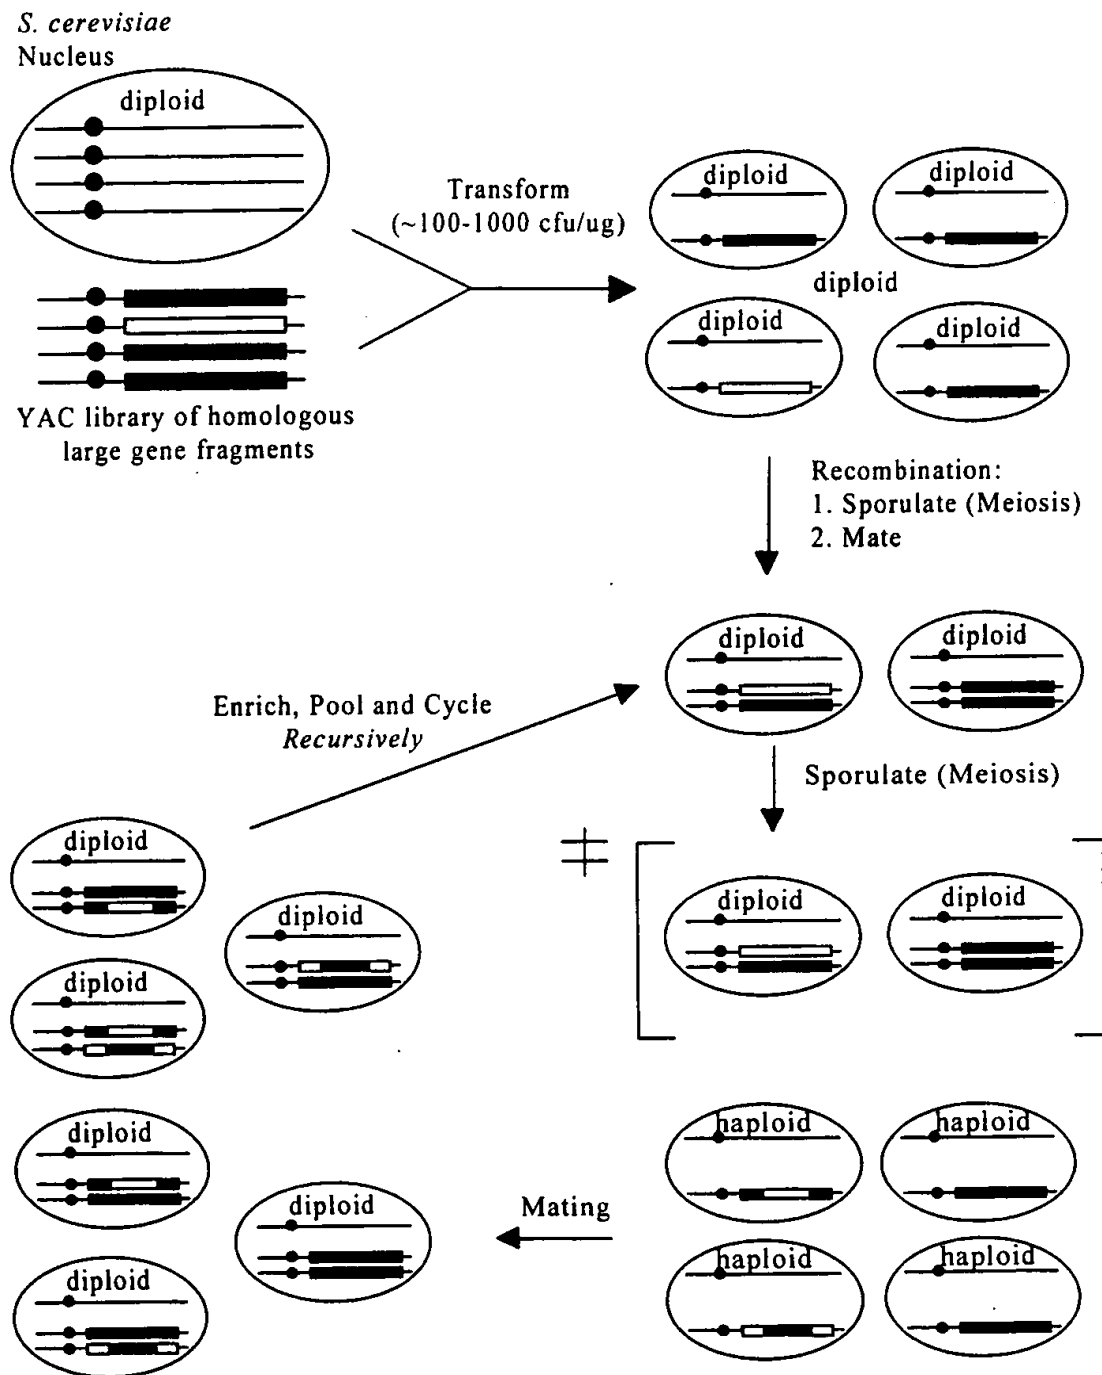 S. cerevisiae
Nucleus
diploid
YAC library of homologous
large gene fragments
Transform
(~100-1000 cfu/ug)
diploid
diploid
diploid
diploid
diploid
Recombination:
1. Sporulate (Meiosis)
2. Mate
diploid
diploid
Enrich, Pool and Cycle
Recursively
Sporulate (Meiosis)
diploid
diploid
diploid
diploid
diploid
haploid
haploid
haploid
haploid
Mating
diploid
diploid
diploid